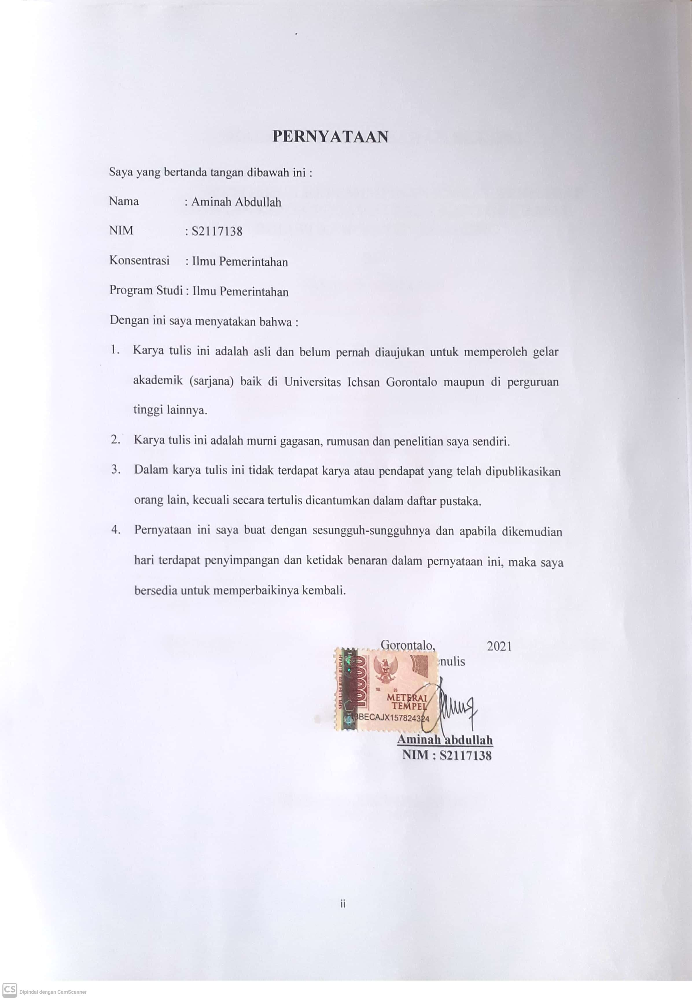 PERNYATAAN
Saya yang bertanda tangan dibawah ini :
Nama : Aminah Abdullah
NIM : S2117138
Konsentrasi : Ilmu Pemerintahan
Program Studi : Ilmu Pemerintahan
Dengan ini saya menyatakan bahwa :
1. Karya tulis ini adalah asli dan belum pernah diaujukan untuk memperoleh gelar
akademik (sarjana) baik di Universitas Ichsan Gorontalo maupun di perguruan
tinggi lainnya.
2. Karya tulis ini adalah murni gagasan, rumusan dan penelitian saya sendiri.
3. Dalam karya tulis ini tidak terdapat karya atau pendapat yang telah dipublikasikan
orang lain, kecuali secara tertulis dicantumkan dalam daftar pustaka.
4. Pernyataan ini saya buat dengan sesungguh-sungguhnya dan apabila dikemudian
hari terdapat penyimpangan dan ketidak benaran dalam pernyataan ini, maka saya
bersedia untuk memperbaikinya kembali.
Gorontalo, 2021
nulis
SEPULUH RIBU RUPIAH
10000
TGL. 20
METERAI
TEMPEL
BECAJX157824324
Aminah abdullah
NIM : S2117138
ii
CS Dipindai dengan CamScanner